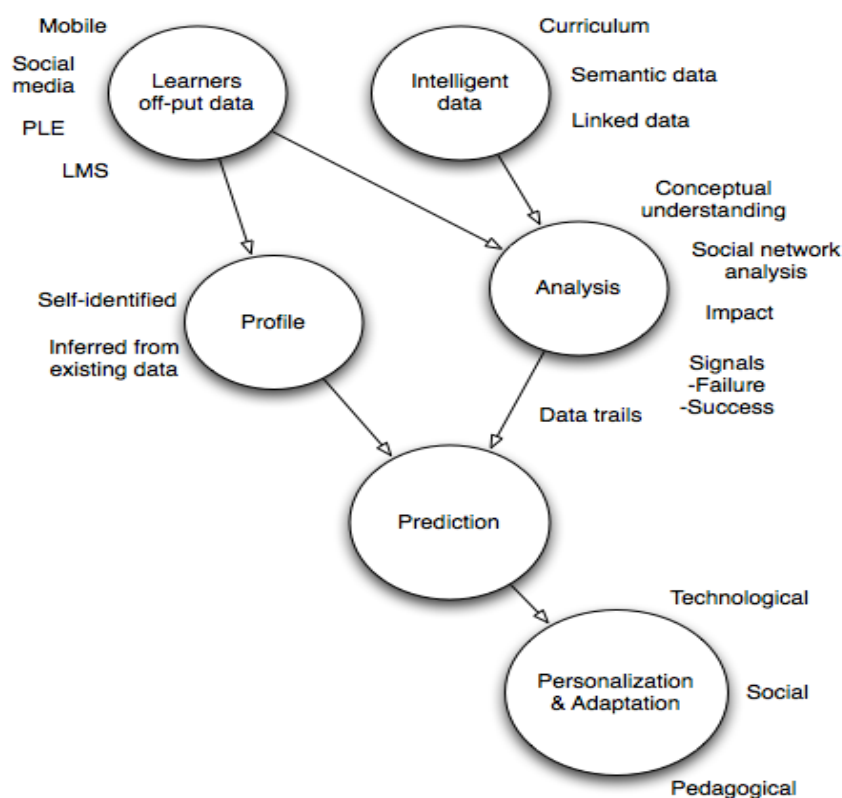 Mobile
Social
media
PLE
LMS
Learners
off-put data
Intelligent
data
Curriculum
Semantic data
Linked data
Conceptual
understanding
Social network
analysis
Impact
Signals
-Failure
-Success
Analysis
Self-identified
Inferred from
existing data
Profile
Data trails
Prediction
Technological
Personalization
& Adaptation
Social
Pedagogical